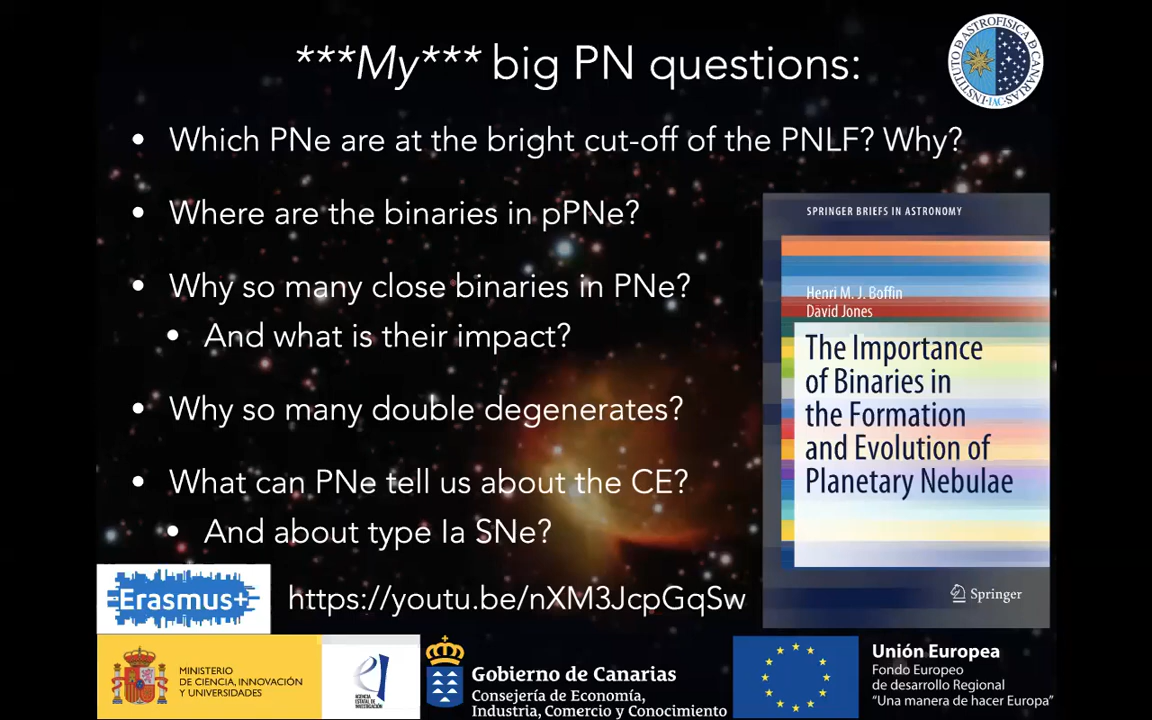 ***My*** big PN questions:
INSTITUTO D ASTROFISICA D CANARIAS
·IAC·
• Which PNe are at the bright cut-off of the PNLF? Why?
• Where are the binaries in pPNe?
• Why so many close binaries in PNe?
• And what is their impact?
• Why so many double degenerates?
• What can PNe tell us about the CE?
• And about type Ia SNe?
SPRINGER BRIEFS IN ASTRONOMY
Henri M. J. Boffin
David Jones
The Importance
of Binaries in
the Formation
and Evolution of
Planetary Nebulae
Springer
Erasmus+
https://youtu.be/nXM3JcpGqSw
MINISTERIO
DE CIENCIA, INNOVACIÓN
Y UNIVERSIDADES
AGENCIA
ESTATAL DE
INVESTIGACIÓN
Gobierno de Canarias
Consejería de Economía,
Industria, Comercio y Conocimiento
Unión Europea
Fondo Europeo
de desarrollo Regional
"Una manera de hacer Europa"